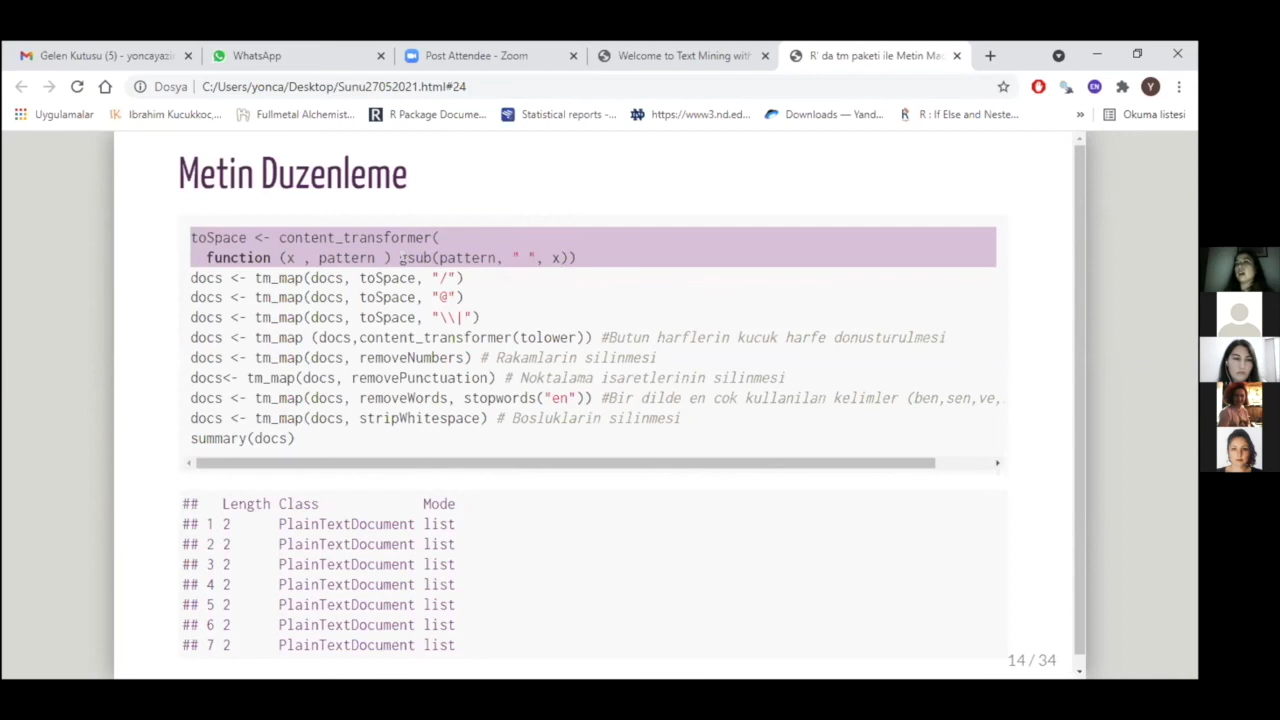 Gelen Kutusu (5) - yoncayazic
WhatsApp
Post Attendee - Zoom
Welcome to Text Mining with
R' da tm paketi ile Metin Mac
Dosya
C:/Users/yonca/Desktop/Sunu27052021.html#24
EN
Y
Uygulamalar
Ibrahim Kucukkoc,...
Fullmetal Alchemist...
R Package Docume...
Statistical reports -...
https://www3.nd.ed...
Downloads — Yand...
R : If Else and Neste...
»
Okuma listesi
Metin Duzenleme
toSpace <- content_transformer(
function (x , pattern ) gsub(pattern, " ", x))
docs <- tm_map(docs, toSpace, "/")
docs <- tm_map(docs, toSpace, "@")
docs <- tm_map(docs, toSpace, "\\|")
docs <- tm_map (docs,content_transformer(tolower)) #Butun harflerin kucuk harfe donusturulmesi
docs <- tm_map(docs, removeNumbers) # Rakamlarin silinmesi
docs<- tm_map(docs, removePunctuation) # Noktalama isaretlerinin silinmesi
docs <- tm_map(docs, removeWords, stopwords("en")) #Bir dilde en cok kullanilan kelimler (ben,sen,ve,
docs <- tm_map(docs, stripWhitespace) # Bosluklarin silinmesi
summary(docs)
##   Length Class             Mode
## 1 2      PlainTextDocument list
## 2 2      PlainTextDocument list
## 3 2      PlainTextDocument list
## 4 2      PlainTextDocument list
## 5 2      PlainTextDocument list
## 6 2      PlainTextDocument list
## 7 2      PlainTextDocument list
14 / 34